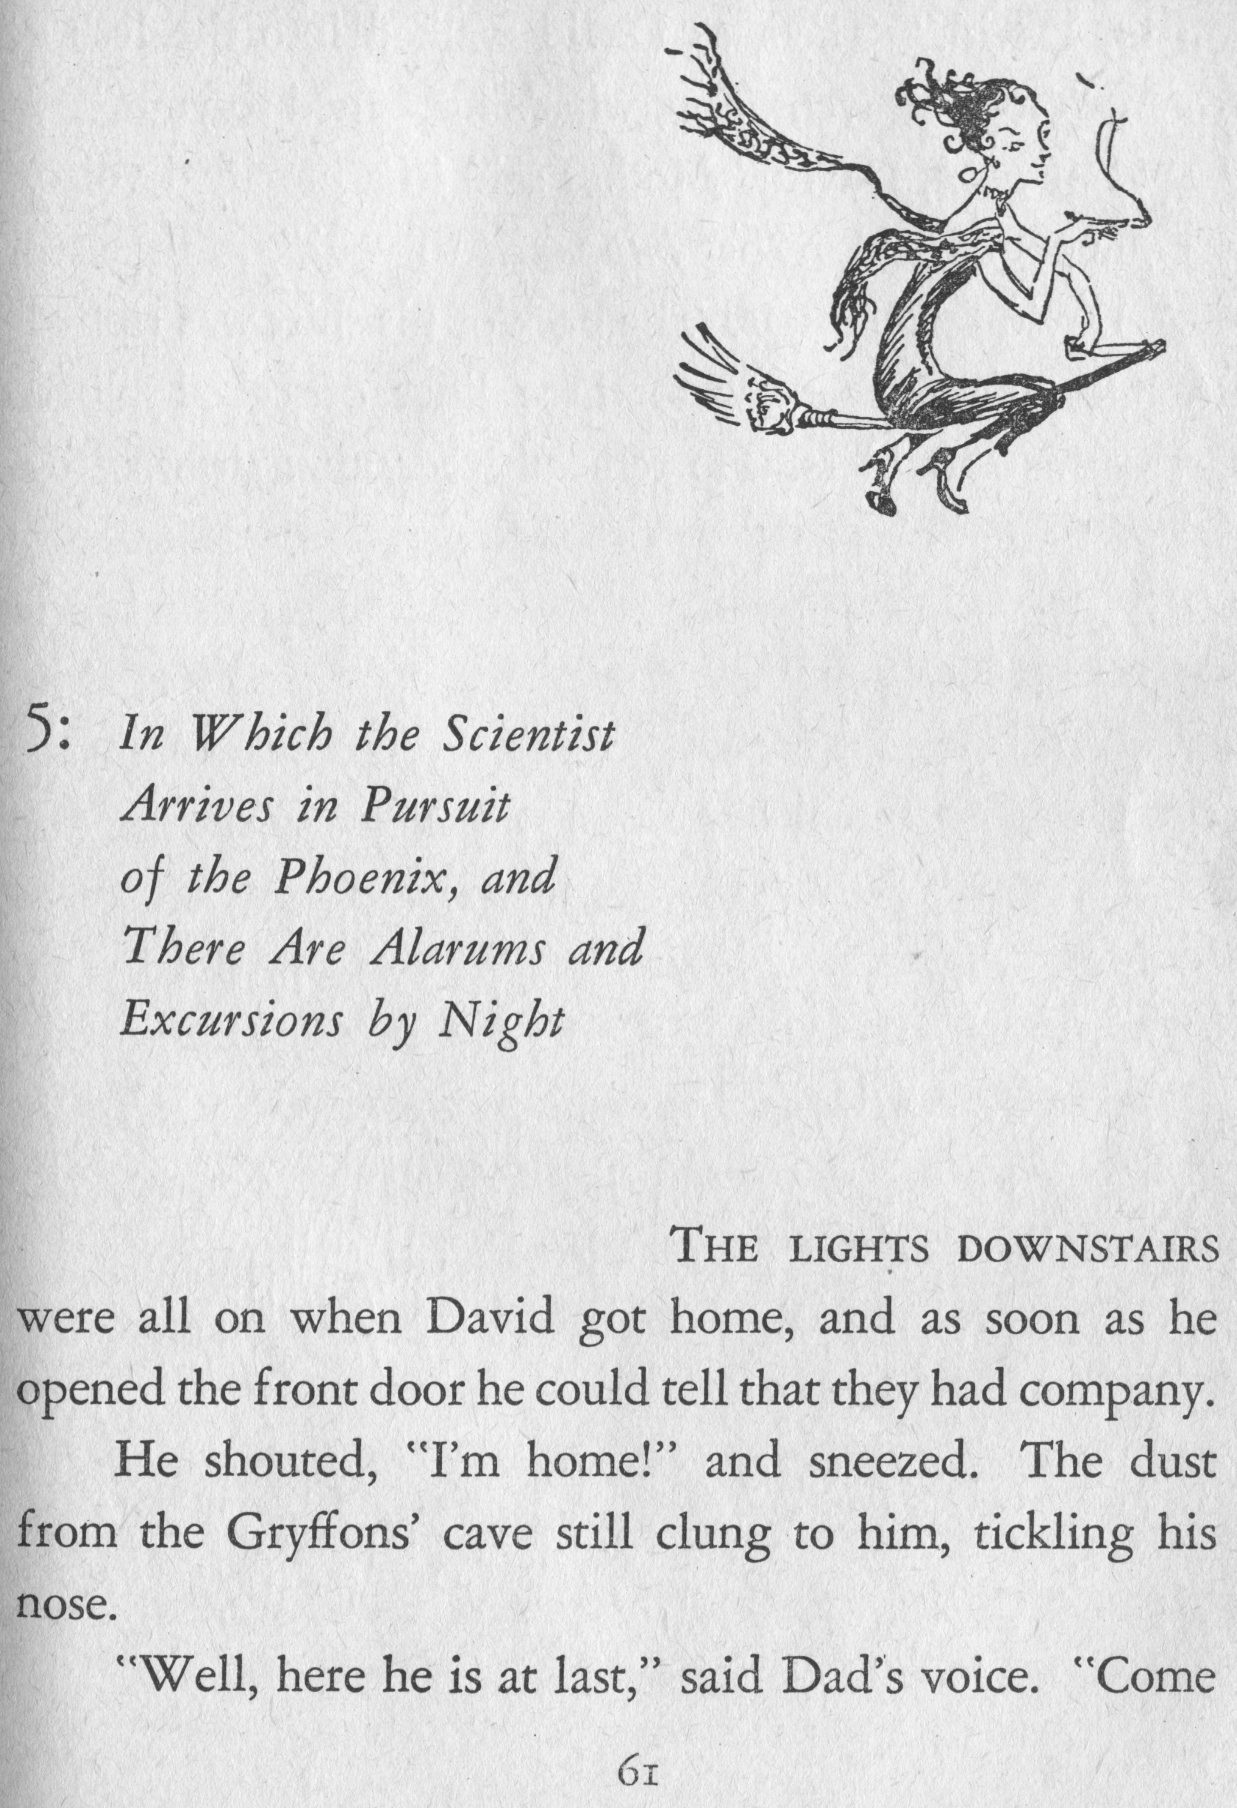 5: In Which the Scientist
Arrives in Pursuit
of the Phoenix, and
There Are Alarums and
Excursions by Night
THE LIGHTS DOWNSTAIRS
were all on when David got home, and as soon as he
opened the front door he could tell that they had company.
He shouted, “I’m home!” and sneezed. The dust
from the Gryffons’ cave still clung to him, tickling his
nose.
“Well, here he is at last,” said Dad’s voice. “Come
61